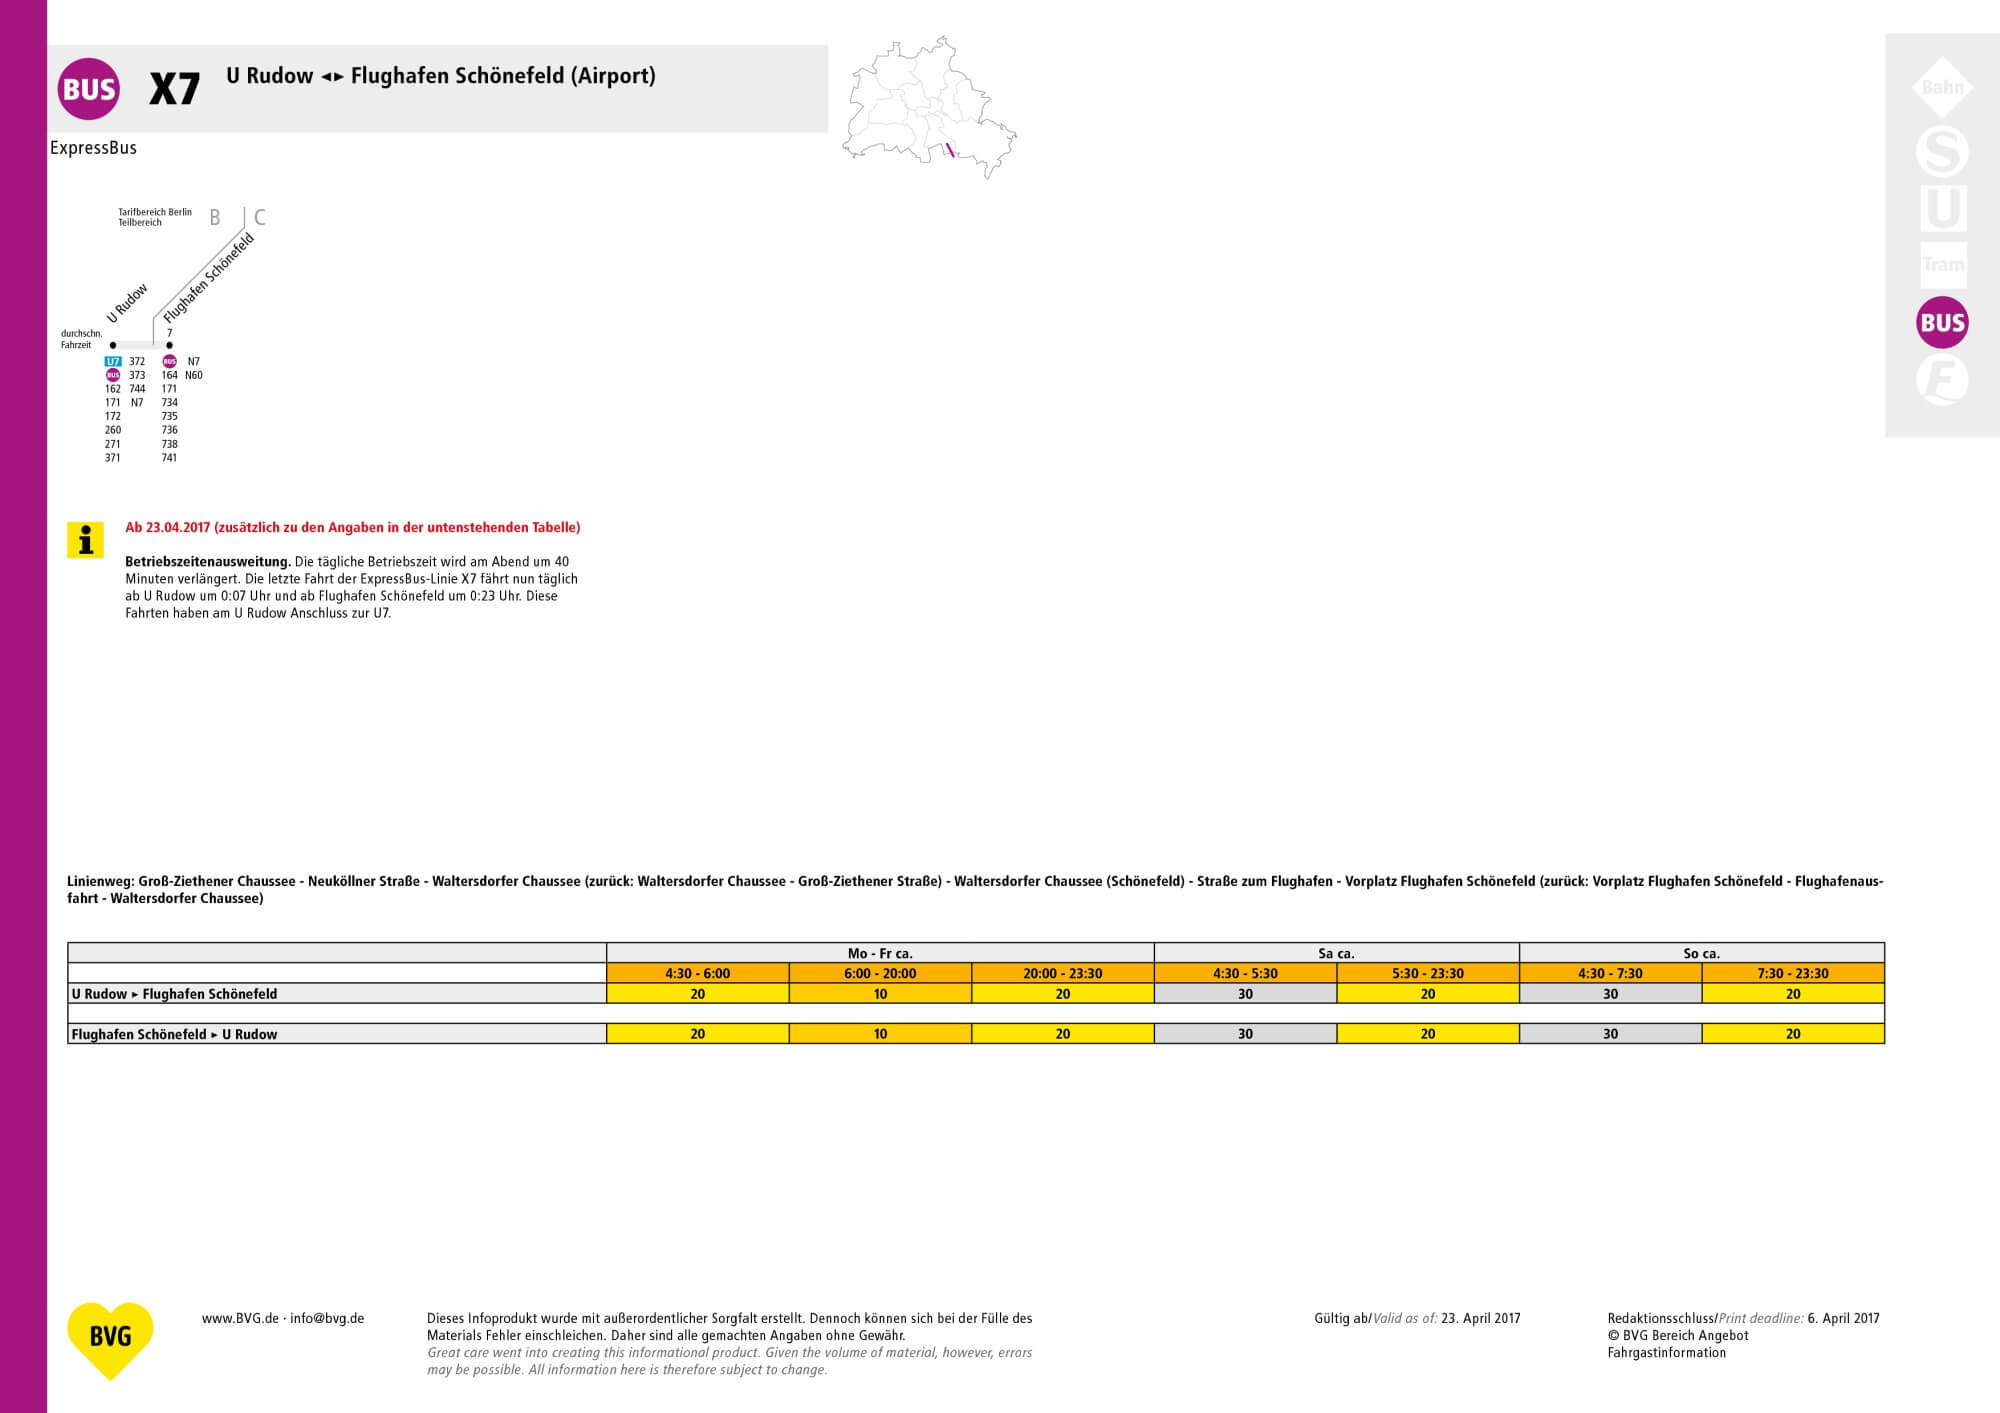 BUS X7 U Rudow ◄► Flughafen Schönefeld (Airport)
ExpressBus
Bahn
S
U
Tram
BUS
F
Tarifbereich Berlin
Teilbereich
B C
U Rudow
Flughafen Schönefeld
durchschn.
Fahrzeit
7
U7 372 BUS N7
BUS 373 164 N60
162 744 171
171 N7 734
172 735
260 736
271 738
371 741
i
Ab 23.04.2017 (zusätzlich zu den Angaben in der untenstehenden Tabelle)
Betriebszeitenausweitung. Die tägliche Betriebszeit wird am Abend um 40
Minuten verlängert. Die letzte Fahrt der ExpressBus-Linie X7 fährt nun täglich
ab U Rudow um 0:07 Uhr und ab Flughafen Schönefeld um 0:23 Uhr. Diese
Fahrten haben am U Rudow Anschluss zur U7.
Linienweg: Groß-Ziethener Chaussee - Neuköllner Straße - Waltersdorfer Chaussee (zurück: Waltersdorfer Chaussee - Groß-Ziethener Straße) - Waltersdorfer Chaussee (Schönefeld) - Straße zum Flughafen - Vorplatz Flughafen Schönefeld (zurück: Vorplatz Flughafen Schönefeld - Flughafenaus-
fahrt - Waltersdorfer Chaussee)
Mo - Fr ca. Sa ca. So ca.
4:30 - 6:00 6:00 - 20:00 20:00 - 23:30 4:30 - 5:30 5:30 - 23:30 4:30 - 7:30 7:30 - 23:30
U Rudow ► Flughafen Schönefeld 20 10 20 30 20 30 20
Flughafen Schönefeld ► U Rudow 20 10 20 30 20 30 20
BVG
www.BVG.de · info@bvg.de
Dieses Infoprodukt wurde mit außerordentlicher Sorgfalt erstellt. Dennoch können sich bei der Fülle des
Materials Fehler einschleichen. Daher sind alle gemachten Angaben ohne Gewähr.
Great care went into creating this informational product. Given the volume of material, however, errors
may be possible. All information here is therefore subject to change.
Gültig ab/Valid as of: 23. April 2017
Redaktionsschluss/Print deadline: 6. April 2017
© BVG Bereich Angebot
Fahrgastinformation